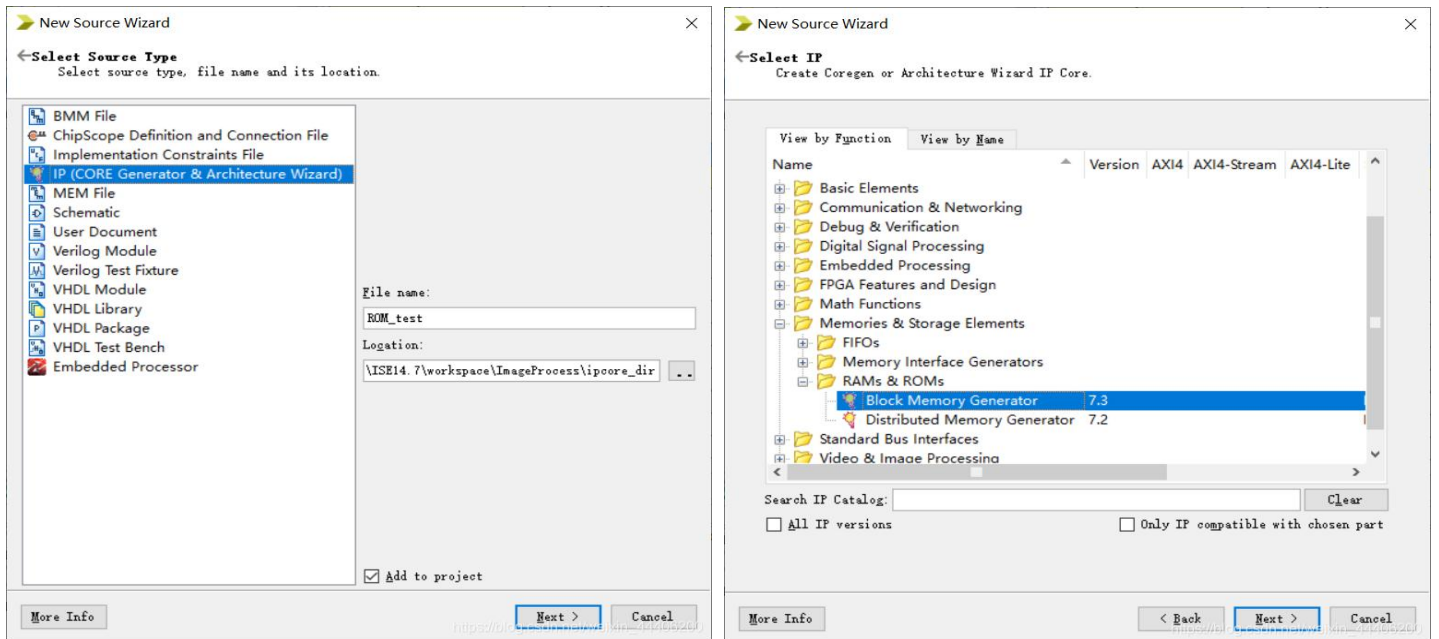 New Source Wizard
Select Source Type
Select source type, file name and its location.
BMM File
ChipScope Definition and Connection File
Implementation Constraints File
IP (CORE Generator & Architecture Wizard)
MEM File
Schematic
User Document
Verilog Module
Verilog Test Fixture
VHDL Module
VHDL Library
VHDL Package
VHDL Test Bench
Embedded Processor
File name:
ROM_test
Location:
\ISE14.7\workspace\ImageProcess\ipcore_dir
..
Add to project
More Info
Next >
Cancel
New Source Wizard
Select IP
Create Coregen or Architecture Wizard IP Core.
View by Function View by Name
Name Version AXI4 AXI4-Stream AXI4-Lite
Basic Elements
Communication & Networking
Debug & Verification
Digital Signal Processing
Embedded Processing
FPGA Features and Design
Math Functions
Memories & Storage Elements
FIFOs
Memory Interface Generators
RAMs & ROMs
Block Memory Generator 7.3
Distributed Memory Generator 7.2
Standard Bus Interfaces
Video & Image Processing
Search IP Catalog: Clear
All IP versions Only IP compatible with chosen part
More Info
< Back Next > Cancel